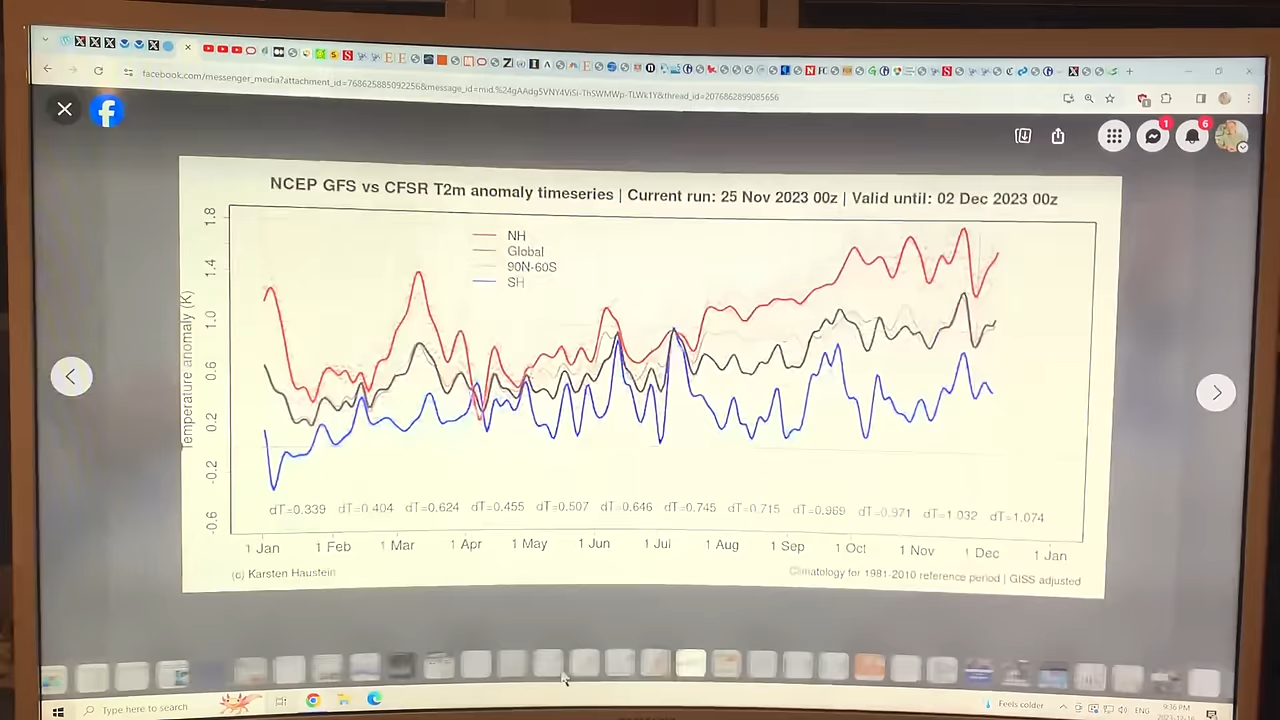 facebook.com/messenger_media?attachment_id=768625885092256&message_id=mid.%24gAAdg5VNY4ViSi-ThSWMWp-TLWk1Y&thread_id=2076862899085656
1
6
NCEP GFS vs CFSR T2m anomaly timeseries | Current run: 25 Nov 2023 00z | Valid until: 02 Dec 2023 00z
NH
Global
90N-60S
SH
Temperature anomaly (K)
1.8
1.4
1.0
0.6
0.2
-0.2
-0.6
dT=0.339 dT=0.404 dT=0.624 dT=0.455 dT=0.507 dT=0.646 dT=0.745 dT=0.715 dT=0.969 dT=0.971 dT=1.032 dT=1.074
1 Jan 1 Feb 1 Mar 1 Apr 1 May 1 Jun 1 Jul 1 Aug 1 Sep 1 Oct 1 Nov 1 Dec 1 Jan
(c) Karsten Haustein
Climatology for 1981-2010 reference period | GISS adjusted
Type here to search
Feels colder
ENG
9:36 PM